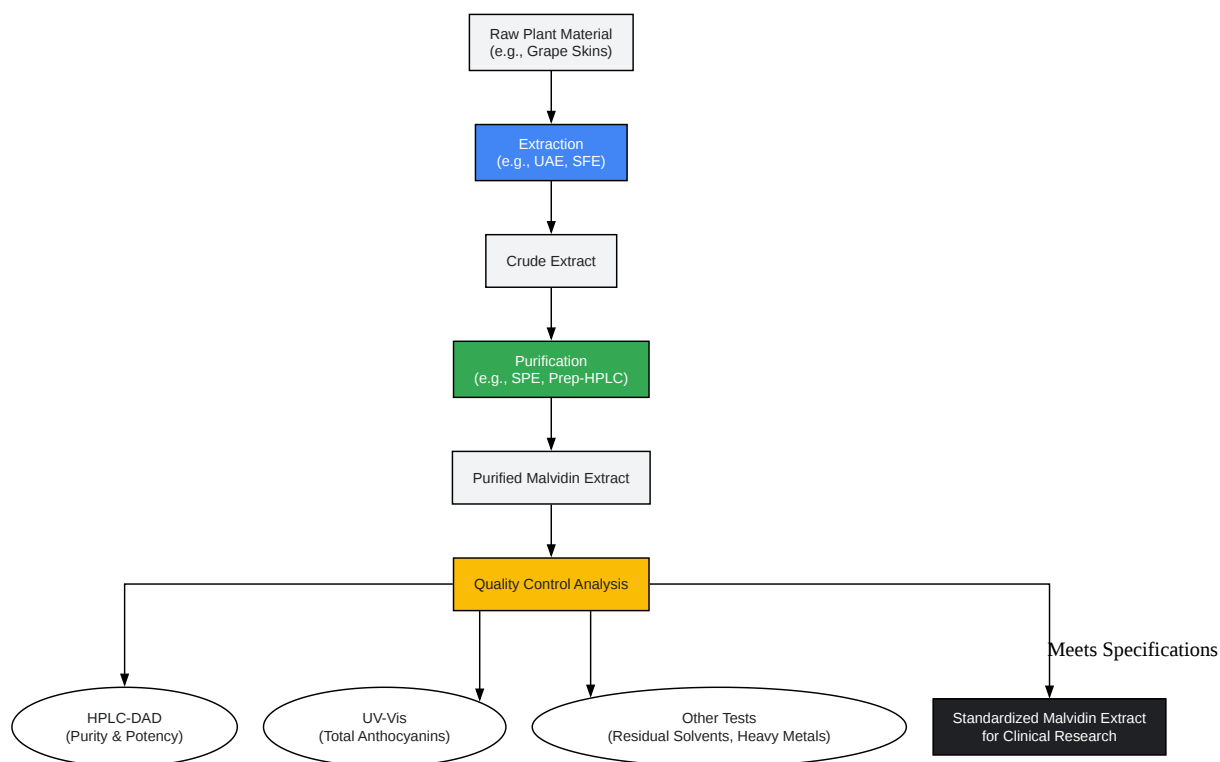 Raw Plant Material
(e.g., Grape Skins)
Extraction
(e.g., UAE, SFE)
Crude Extract
Purification
(e.g., SPE, Prep-HPLC)
Purified Malvidin Extract
Quality Control Analysis
Meets Specifications
HPLC-DAD
(Purity & Potency)
UV-Vis
(Total Anthocyanins)
Other Tests
(Residual Solvents, Heavy Metals)
Standardized Malvidin Extract
for Clinical Research